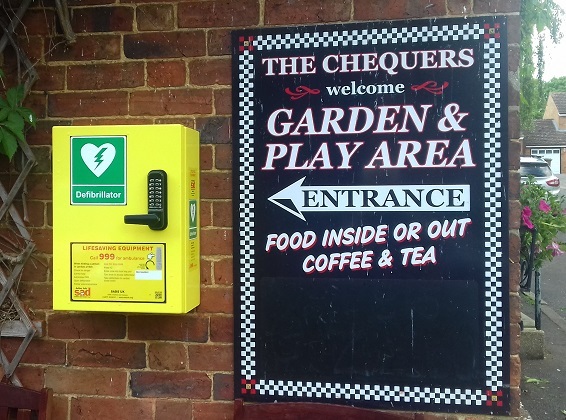 Defibrillator
LIFESAVING EQUIPMENT
Call 999 for ambulance
THE CHEQUERS
welcome
GARDEN &
PLAY AREA
ENTRANCE
FOOD INSIDE OR OUT
COFFEE & TEA